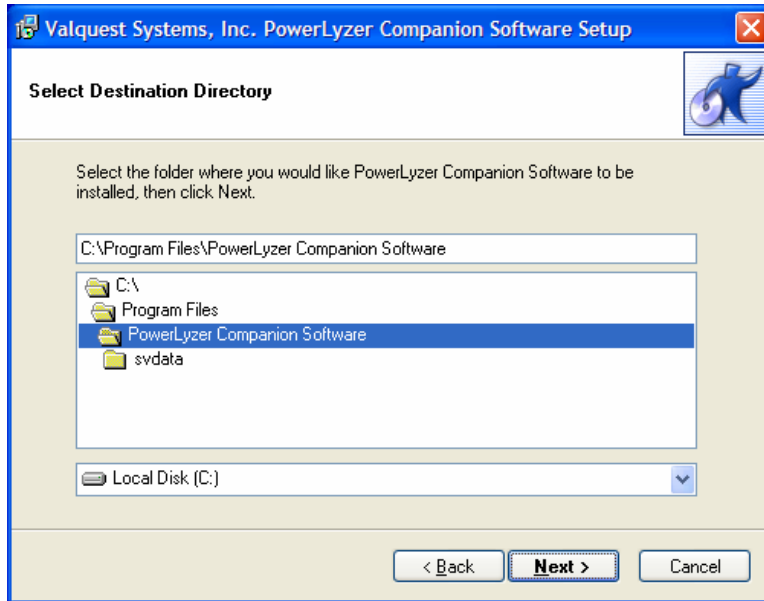 Valquest Systems, Inc. PowerLyzer Companion Software Setup
Select Destination Directory
Select the folder where you would like PowerLyzer Companion Software to be
installed, then click Next.
C:\Program Files\PowerLyzer Companion Software
C:\
Program Files
PowerLyzer Companion Software
svdata
Local Disk (C:)
< Back
Next >
Cancel